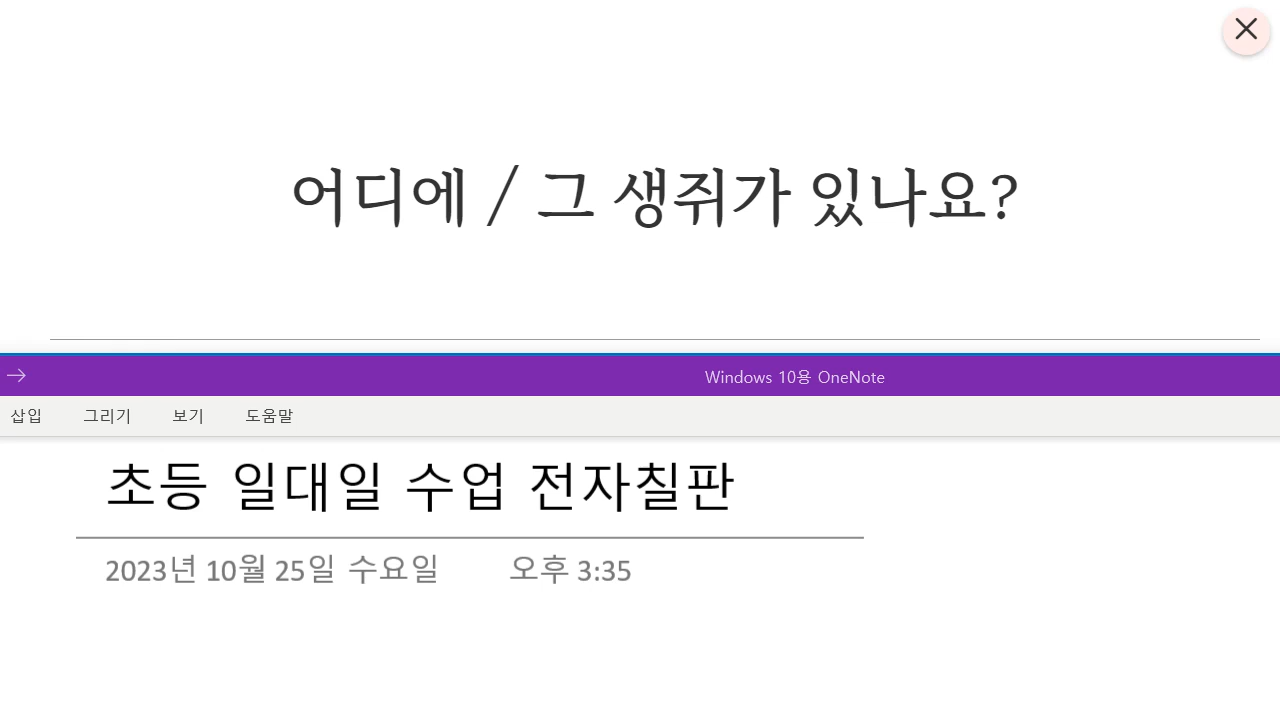 어디에 / 그 생쥐가 있나요?
Windows 10용 OneNote
삽입 그리기 보기 도움말
초등 일대일 수업 전자칠판
2023년 10월 25일 수요일 오후 3:35